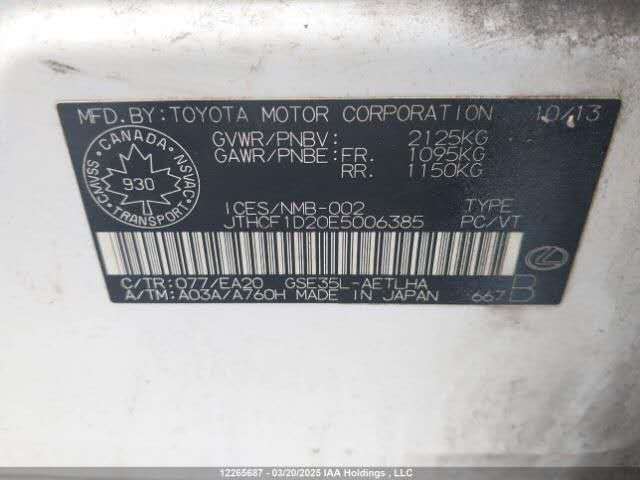 MFD.BY:TOYOTA MOTOR CORPORATION 10/13
GVWR/PNBV: 2125KG
GAWR/PNBE:FR. 1095KG
RR. 1150KG
CANADA
CMVSS NSVAC
930
TRANSPORT
ICES/NMB-002 TYPE
JTHCF1D20E5006385 PC/VT
C/TR:077/EA20 GSE35L-AETLHA
A/TM:A03A/A760H MADE IN JAPAN 667 B
12265687 - 03/20/2025 IAA Holdings , LLC